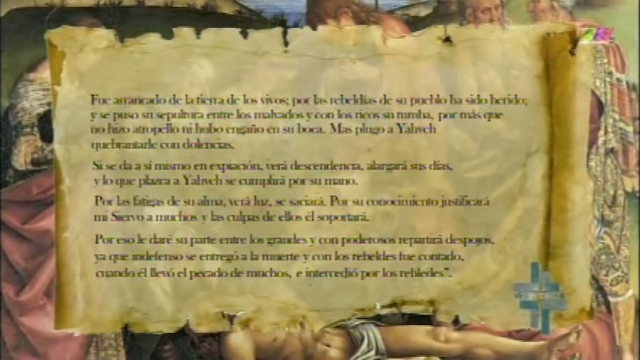 Fue arrancado de la tierra de los vivos; por las rebeldías de su pueblo ha sido herido;
y se puso su sepultura entre los malvados y con los ricos su tumba, por más que
no hizo atropello ni hubo engaño en su boca. Mas plugo a Yahveh
quebrantarle con dolencias.
Si se da a sí mismo en expiación, verá descendencia, alargará sus días,
y lo que plazca a Yahveh se cumplirá por su mano.
Por las fatigas de su alma, verá luz, se saciará. Por su conocimiento justificará
mi Siervo a muchos y las culpas de ellos él soportará.
Por eso le daré su parte entre los grandes y con poderosos repartirá despojos,
ya que indefenso se entregó a la muerte y con los rebeldes fue contado,
cuando él llevó el pecado de muchos, e intercedió por los rebledes".